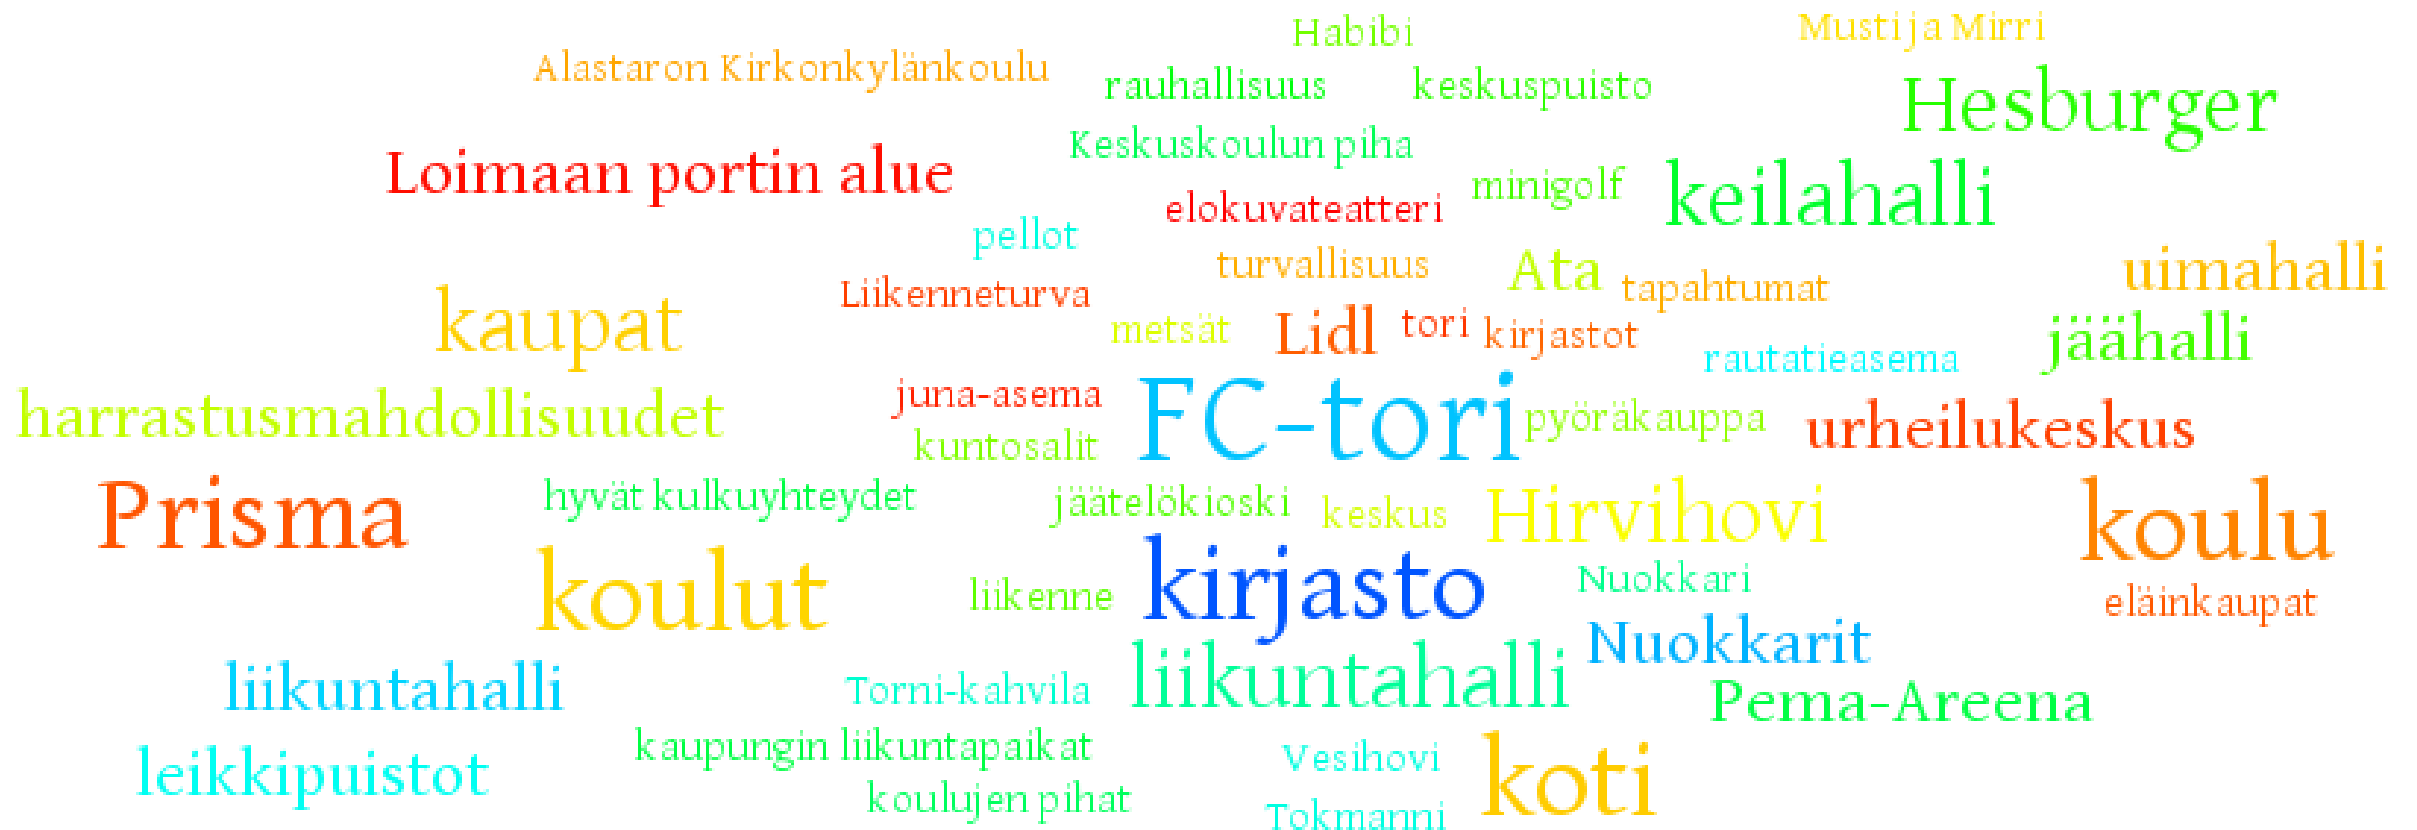 Habibi
Musti ja Mirri
Alastaron Kirkonkylänkoulu
rauhallisuus
keskuspuisto
Hesburger
Keskuskoulun piha
Loimaan portin alue
minigolf
keilahalli
elokuvateatteri
pellot
turvallisuus
Ata
uimahalli
Liikenneturva
tapahtumat
kaupat
metsät
Lidl
tori
kirjastot
jäähalli
rautatieasema
harrastusmahdollisuudet
juna-asema
FC-tori
pyöräkauppa
urheilukeskus
kuntosalit
Prisma
hyvät kulkuyhteydet
jäätelökioski
keskus
Hirvihovi
koulu
koulut
liikenne
kirjasto
Nuokkari
eläinkaupat
Nuokkarit
liikuntahalli
Torni-kahvila
liikuntahalli
Pema-Areena
kaupungin liikuntapaikat
leikkipuistot
Vesihovi
koti
koulujen pihat
Tokmanni